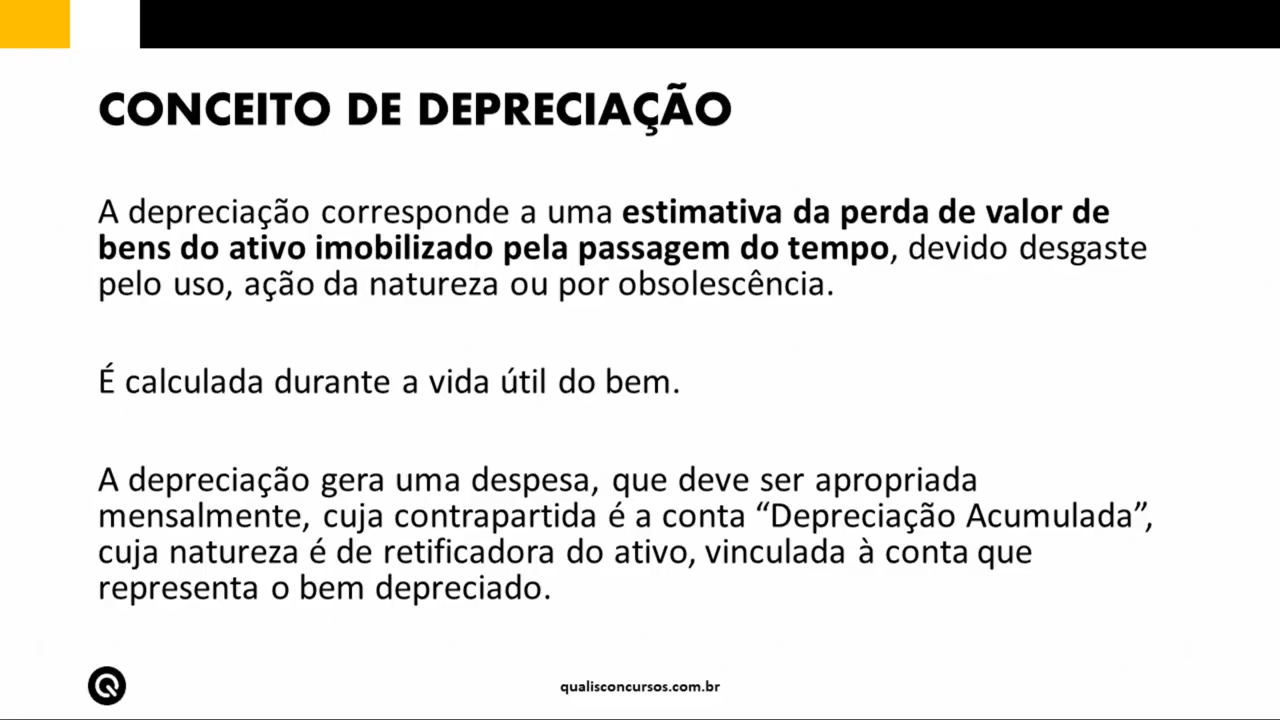 CONCEITO DE DEPRECIAÇÃO
A depreciação corresponde a uma estimativa da perda de valor de
bens do ativo imobilizado pela passagem do tempo, devido desgaste
pelo uso, ação da natureza ou por obsolescência.
É calculada durante a vida útil do bem.
A depreciação gera uma despesa, que deve ser apropriada
mensalmente, cuja contrapartida é a conta “Depreciação Acumulada”,
cuja natureza é de retificadora do ativo, vinculada à conta que
representa o bem depreciado.
qualisconcursos.com.br